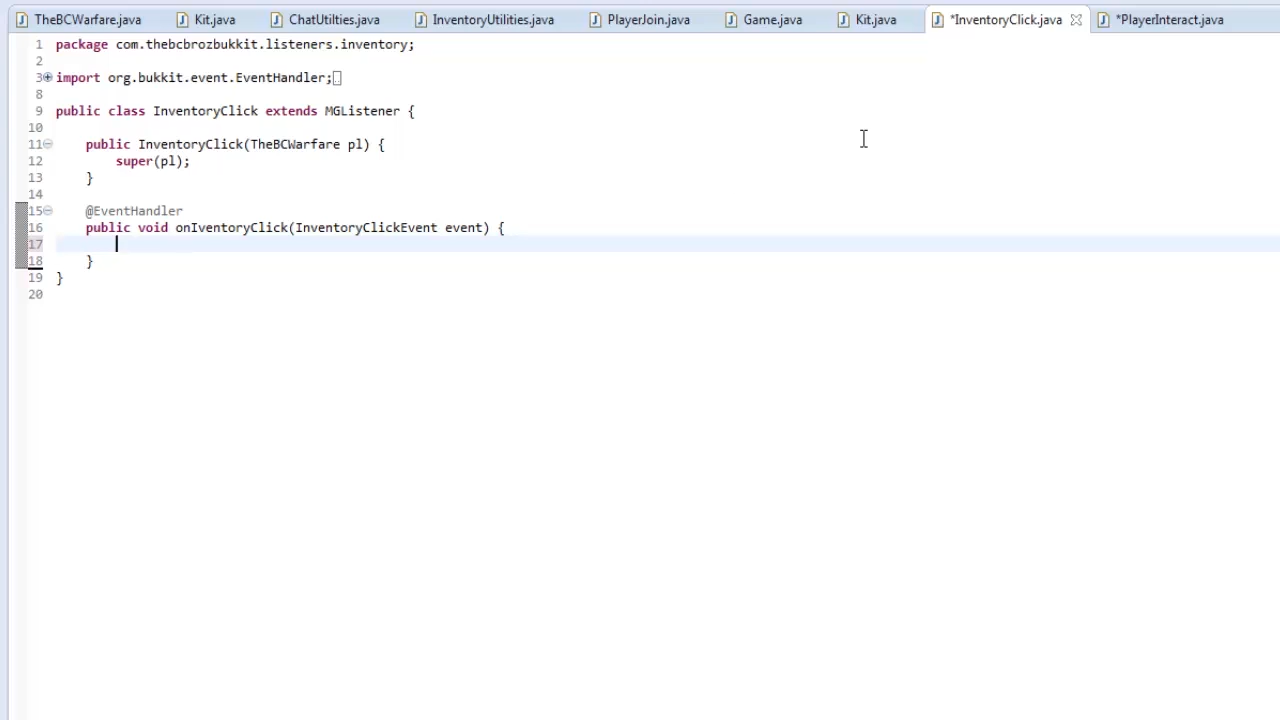 TheBCWarfare.java Kit.java ChatUtilties.java InventoryUtilities.java PlayerJoin.java Game.java Kit.java *InventoryClick.java *PlayerInteract.java
1 package com.thebcbrozbukkit.listeners.inventory;
2
3 import org.bukkit.event.EventHandler;
8
9 public class InventoryClick extends MGListener {
10
11 public InventoryClick(TheBCWarfare pl) {
12 super(pl);
13 }
14
15 @EventHandler
16 public void onIventoryClick(InventoryClickEvent event) {
17
18 }
19 }
20